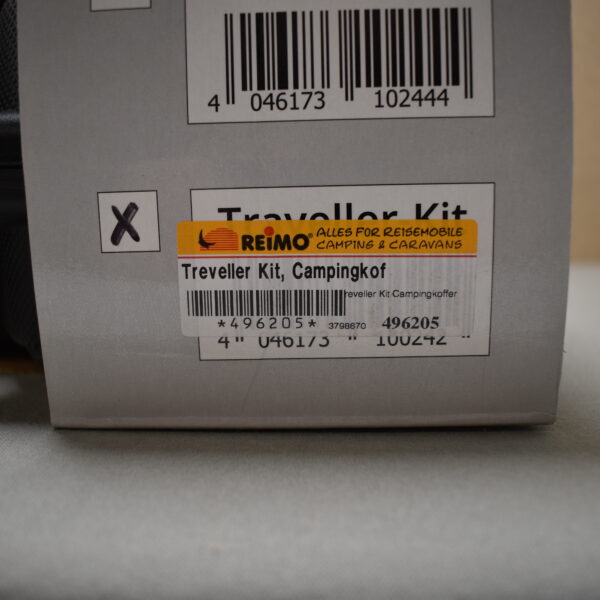 4 046173 102444
X
Traveller Kit
REIMO® ALLES FÜR REISEMOBILE
CAMPING & CARAVANS
Treveller Kit, Campingkof
Treveller Kit Campingkoffer
*496205* 3798670 496205
4 046173 100242